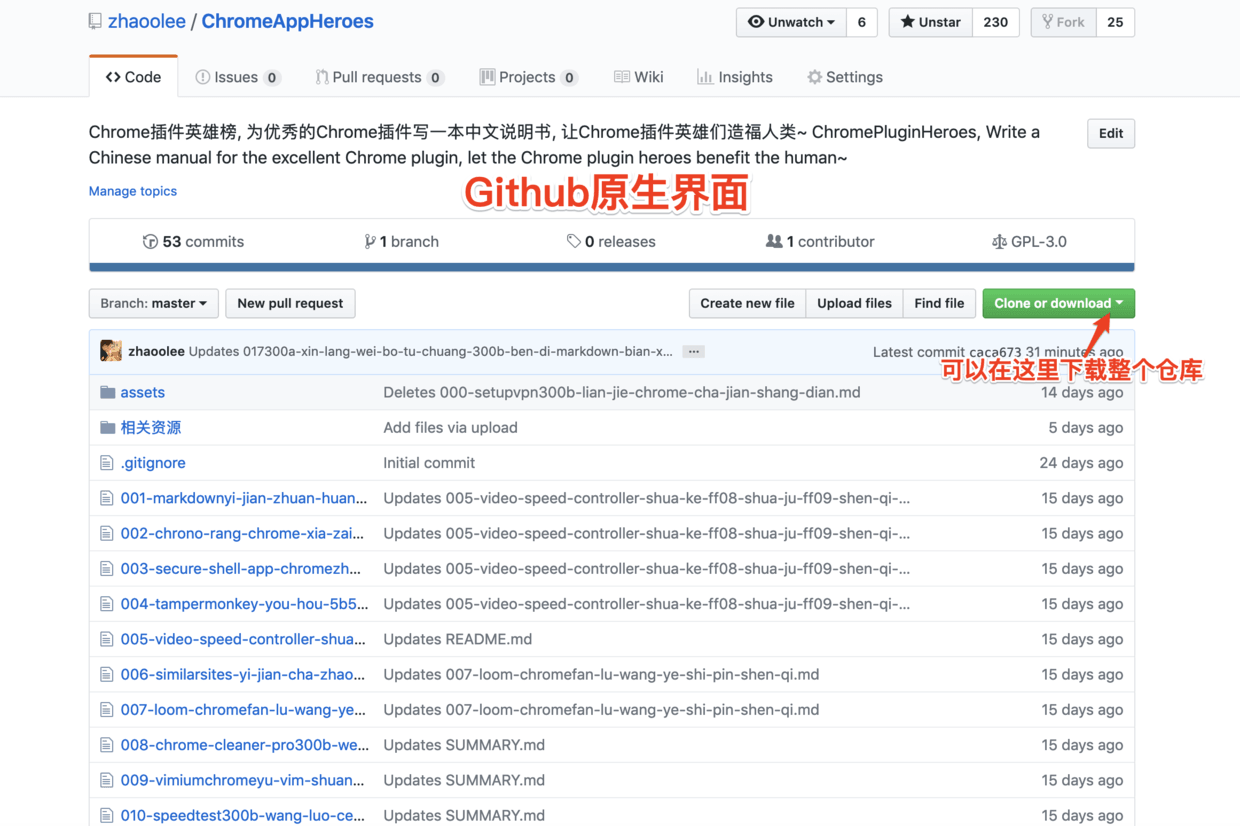 zhaoolee / ChromeAppHeroes
Unwatch 6 Unstar 230 Fork 25
Code Issues 0 Pull requests 0 Projects 0 Wiki Insights Settings
Chrome插件英雄榜, 为优秀的Chrome插件写一本中文说明书, 让Chrome插件英雄们造福人类~ ChromePluginHeroes, Write a
Chinese manual for the excellent Chrome plugin, let the Chrome plugin heroes benefit the human~
Edit
Manage topics
Github原生界面
53 commits 1 branch 0 releases 1 contributor GPL-3.0
Branch: master New pull request Create new file Upload files Find file Clone or download
zhaoolee Updates 017300a-xin-lang-wei-bo-tu-chuang-300b-ben-di-markdown-bian-x... ... Latest commit caca673 31 minutes ago
可以在这里下载整个仓库
assets Deletes 000-setupvpn300b-lian-jie-chrome-cha-jian-shang-dian.md 14 days ago
相关资源 Add files via upload 5 days ago
.gitignore Initial commit 24 days ago
001-markdownyi-jian-zhuan-huan... Updates 005-video-speed-controller-shua-ke-ff08-shua-ju-ff09-shen-qi-... 15 days ago
002-chrono-rang-chrome-xia-zai... Updates 005-video-speed-controller-shua-ke-ff08-shua-ju-ff09-shen-qi-... 15 days ago
003-secure-shell-app-chromezh... Updates 005-video-speed-controller-shua-ke-ff08-shua-ju-ff09-shen-qi-... 15 days ago
004-tampermonkey-you-hou-5b5... Updates 005-video-speed-controller-shua-ke-ff08-shua-ju-ff09-shen-qi-... 15 days ago
005-video-speed-controller-shua... Updates README.md 15 days ago
006-similarsites-yi-jian-cha-zhao... Updates 007-loom-chromefan-lu-wang-ye-shi-pin-shen-qi.md 15 days ago
007-loom-chromefan-lu-wang-ye... Updates 007-loom-chromefan-lu-wang-ye-shi-pin-shen-qi.md 15 days ago
008-chrome-cleaner-pro300b-we... Updates SUMMARY.md 15 days ago
009-vimiumchromeyu-vim-shuan... Updates SUMMARY.md 15 days ago
010-speedtest300b-wang-luo-ce... Updates SUMMARY.md 15 days ago